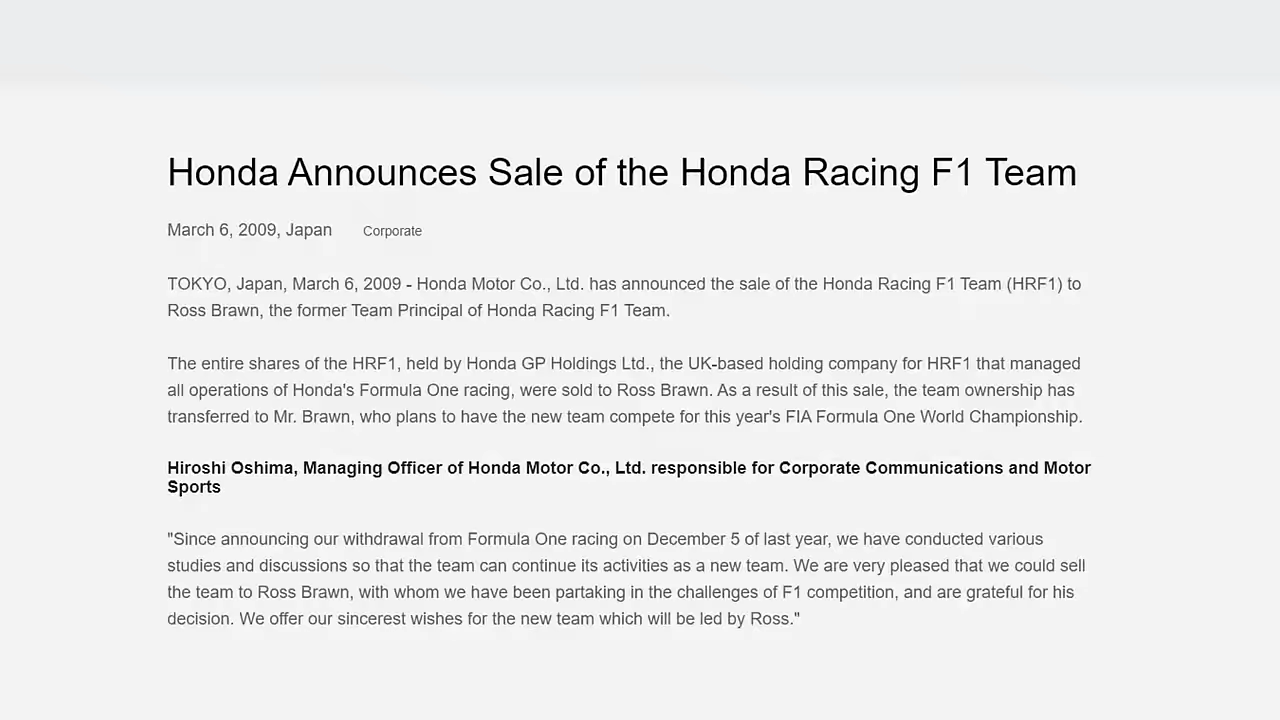 Honda Announces Sale of the Honda Racing F1 Team
March 6, 2009, Japan Corporate
TOKYO, Japan, March 6, 2009 - Honda Motor Co., Ltd. has announced the sale of the Honda Racing F1 Team (HRF1) to
Ross Brawn, the former Team Principal of Honda Racing F1 Team.
The entire shares of the HRF1, held by Honda GP Holdings Ltd., the UK-based holding company for HRF1 that managed
all operations of Honda's Formula One racing, were sold to Ross Brawn. As a result of this sale, the team ownership has
transferred to Mr. Brawn, who plans to have the new team compete for this year's FIA Formula One World Championship.
Hiroshi Oshima, Managing Officer of Honda Motor Co., Ltd. responsible for Corporate Communications and Motor
Sports
"Since announcing our withdrawal from Formula One racing on December 5 of last year, we have conducted various
studies and discussions so that the team can continue its activities as a new team. We are very pleased that we could sell
the team to Ross Brawn, with whom we have been partaking in the challenges of F1 competition, and are grateful for his
decision. We offer our sincerest wishes for the new team which will be led by Ross."